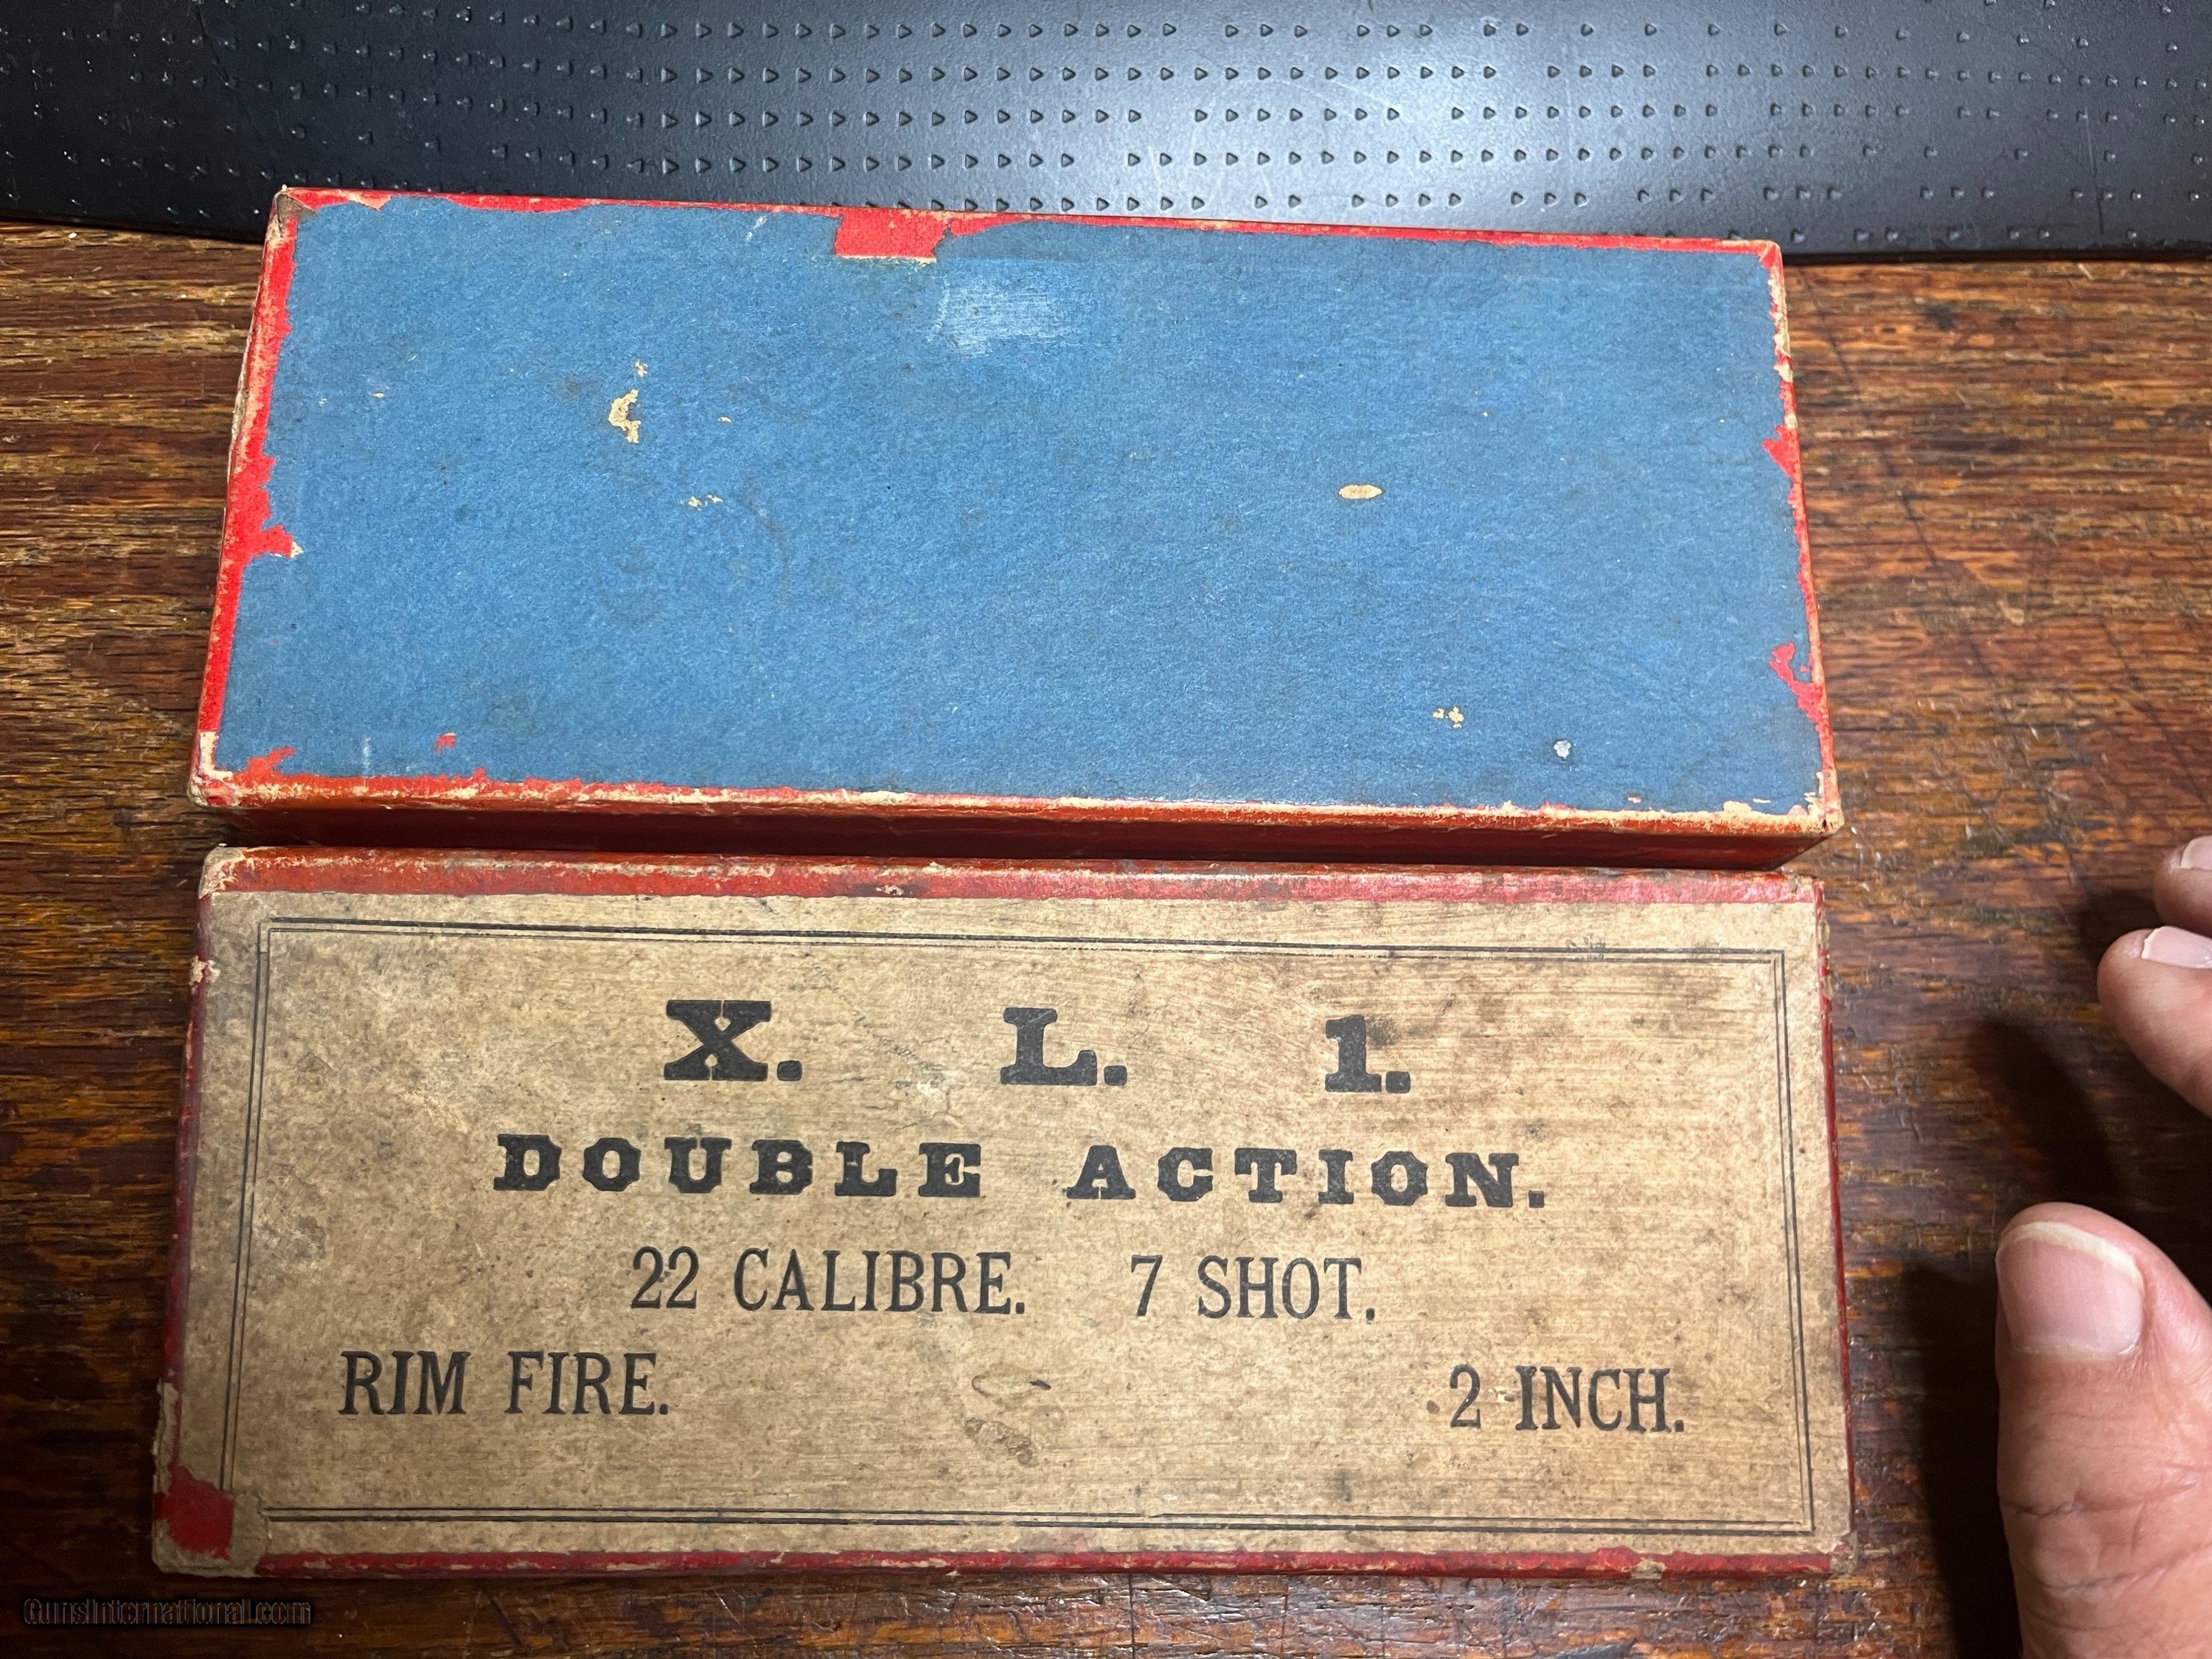 X. L. 1.
DOUBLE ACTION.
22 CALIBRE. 7 SHOT.
RIM FIRE. 2 INCH.
GunsInternational.com